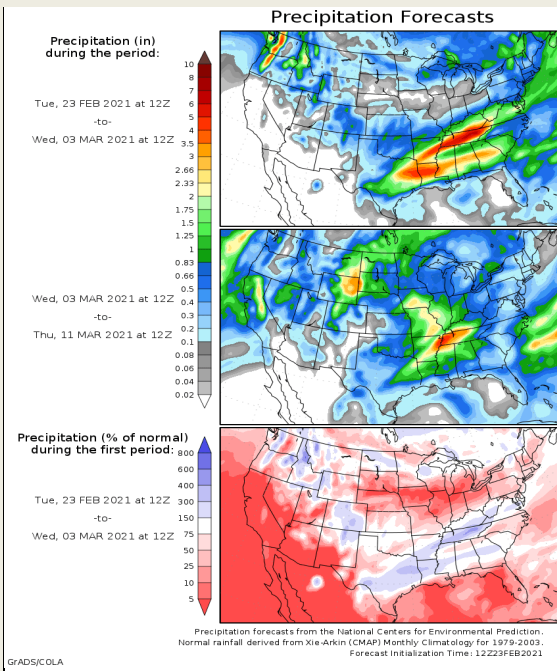 Precipitation Forecasts
Precipitation (in)
during the period:
Tue, 23 FEB 2021 at 12Z
-to-
Wed, 03 MAR 2021 at 12Z
10
9
8
7
6
5
4
3.5
3
2.66
2.33
2
1.75
1.5
1.25
1
0.83
0.66
0.5
0.4
0.3
0.2
0.1
0.08
0.06
0.04
0.02
Wed, 03 MAR 2021 at 12Z
-to-
Thu, 11 MAR 2021 at 12Z
Precipitation (% of normal)
during the first period:
800
600
400
300
150
75
50
25
10
5
Tue, 23 FEB 2021 at 12Z
-to-
Wed, 03 MAR 2021 at 12Z
Precipitation forecasts from the National Centers for Environmental Prediction.
Normal rainfall derived from Xie-Arkin (CMAP) Monthly Climatology for 1979-2003.
Forecast Initialization Time: 12Z23FEB2021
GrADS/COLA